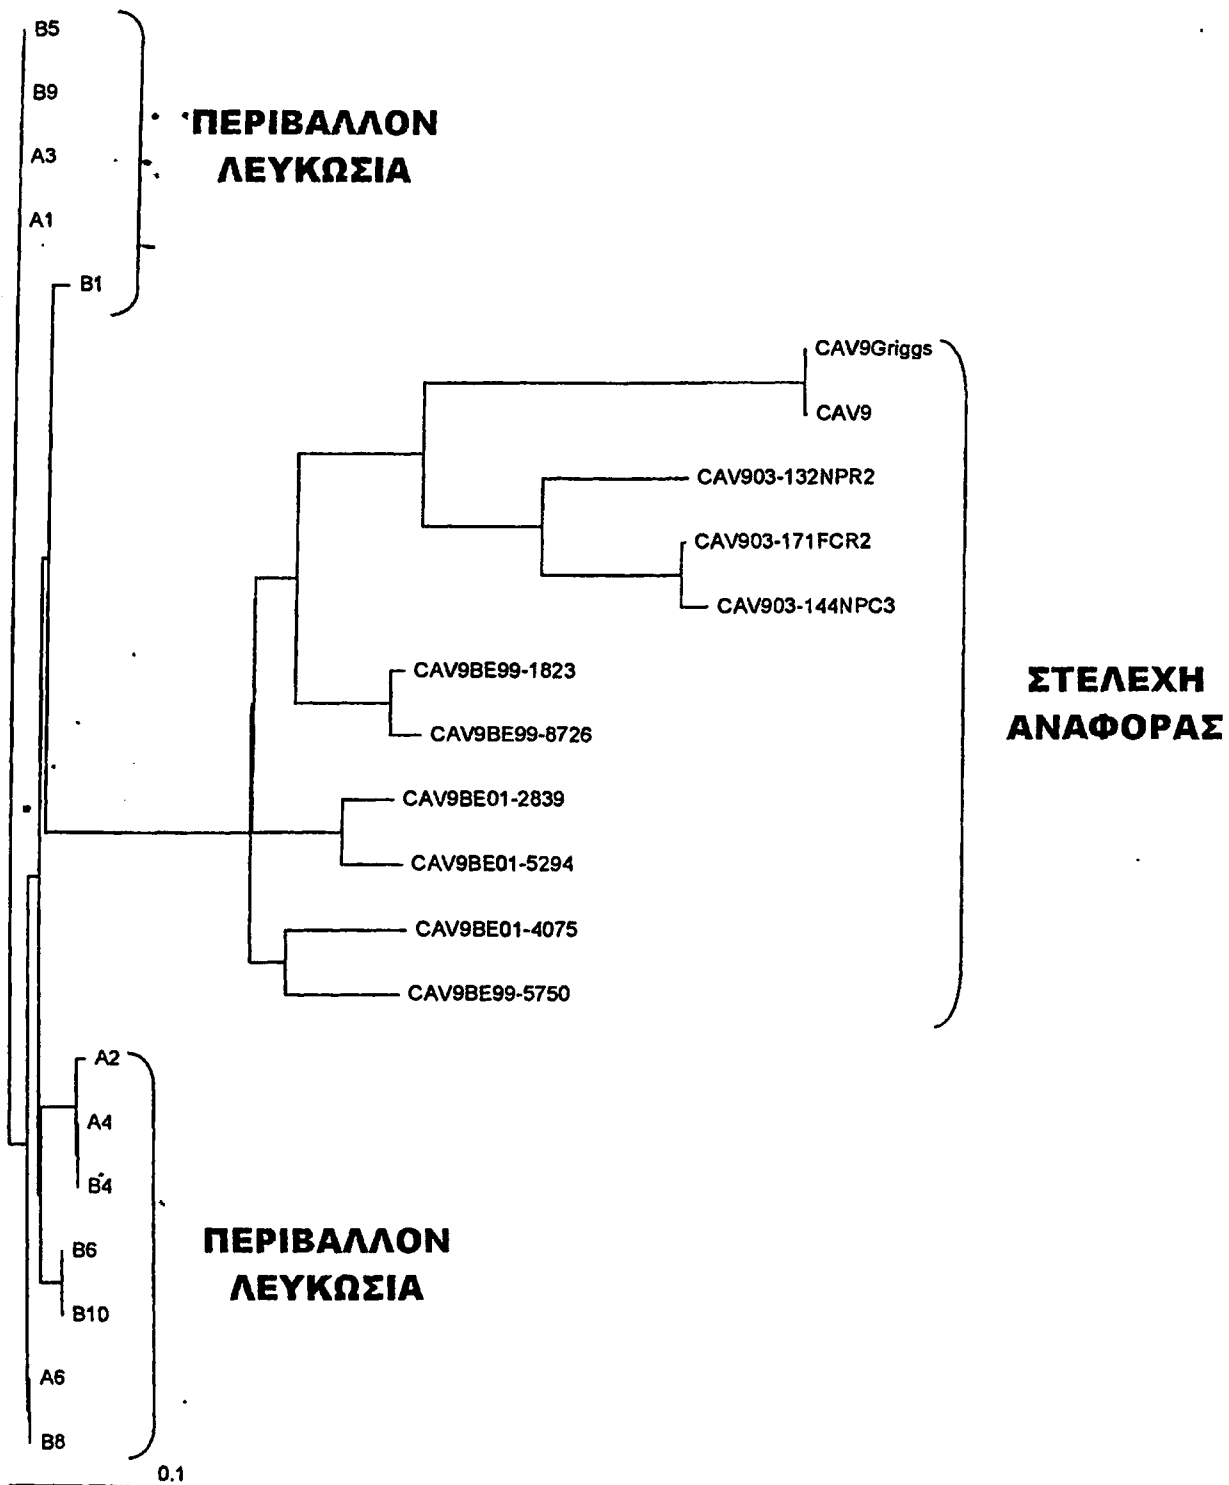 B5
B9
ΠΕΡΙΒΑΛΛΟΝ
ΛΕΥΚΩΣΙΑ
A3
A1
B1
CAV9Griggs
CAV9
CAV903-132NPR2
CAV903-171FCR2
CAV903-144NPC3
CAV9BE99-1823
CAV9BE99-8726
ΣΤΕΛΕΧΗ
ΑΝΑΦΟΡΑΣ
CAV9BE01-2839
CAV9BE01-5294
CAV9BE01-4075
CAV9BE99-5750
A2
A4
B4
B6
ΠΕΡΙΒΑΛΛΟΝ
ΛΕΥΚΩΣΙΑ
B10
A6
B8
0.1